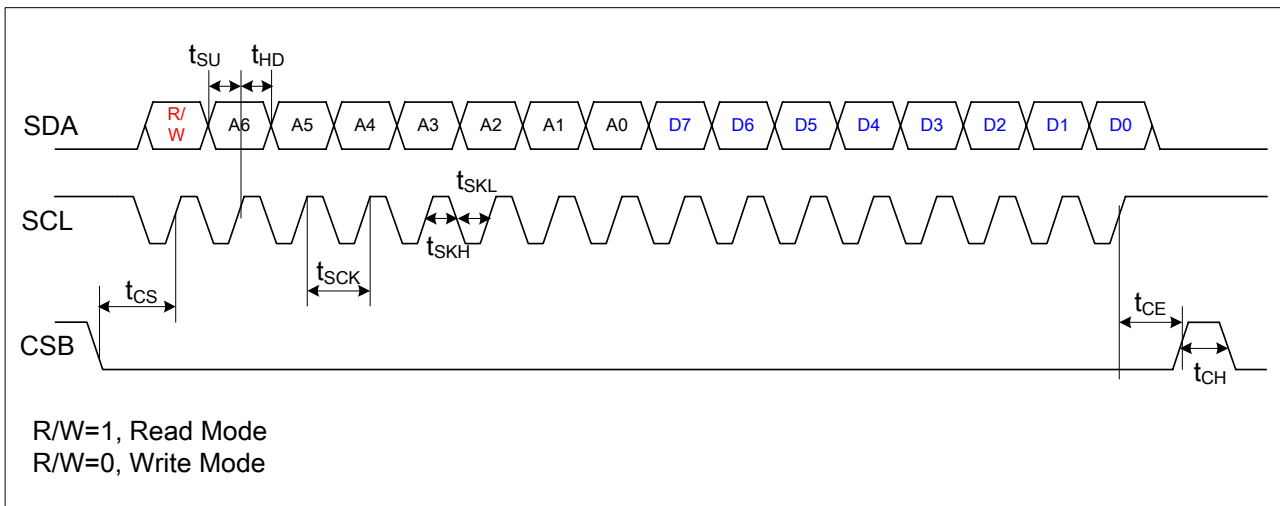 tSU tHD
SDA R/W A6 A5 A4 A3 A2 A1 A0 D7 D6 D5 D4 D3 D2 D1 D0
tSKL
SCL
tSKH
tSCK
tCS
tCE
CSB
tCH
R/W=1, Read Mode
R/W=0, Write Mode